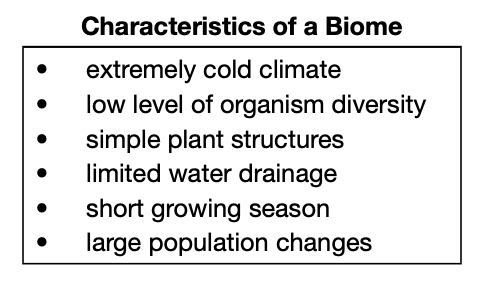 Characteristics of a Biome
• extremely cold climate
• low level of organism diversity
• simple plant structures
• limited water drainage
• short growing season
• large population changes